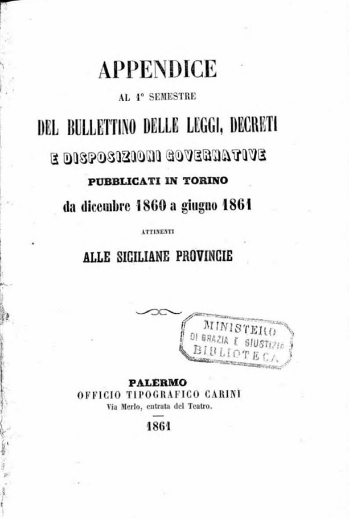 APPENDICE
AL 1º SEMESTRE
DEL BULLETTINO DELLE LEGGI, DECRETI
E DISPOSIZIONI GOVERNATIVE
PUBBLICATI IN TORINO
da dicembre 1860 a giugno 1861
ATTINENTI
ALLE SICILIANE PROVINCIE
MINISTERO
DI GRAZIA E GIUSTIZIA
BIBLIOTECA
PALERMO
OFFICIO TIPOGRAFICO CARINI
Via Merlo, entrata del Teatro.
1861